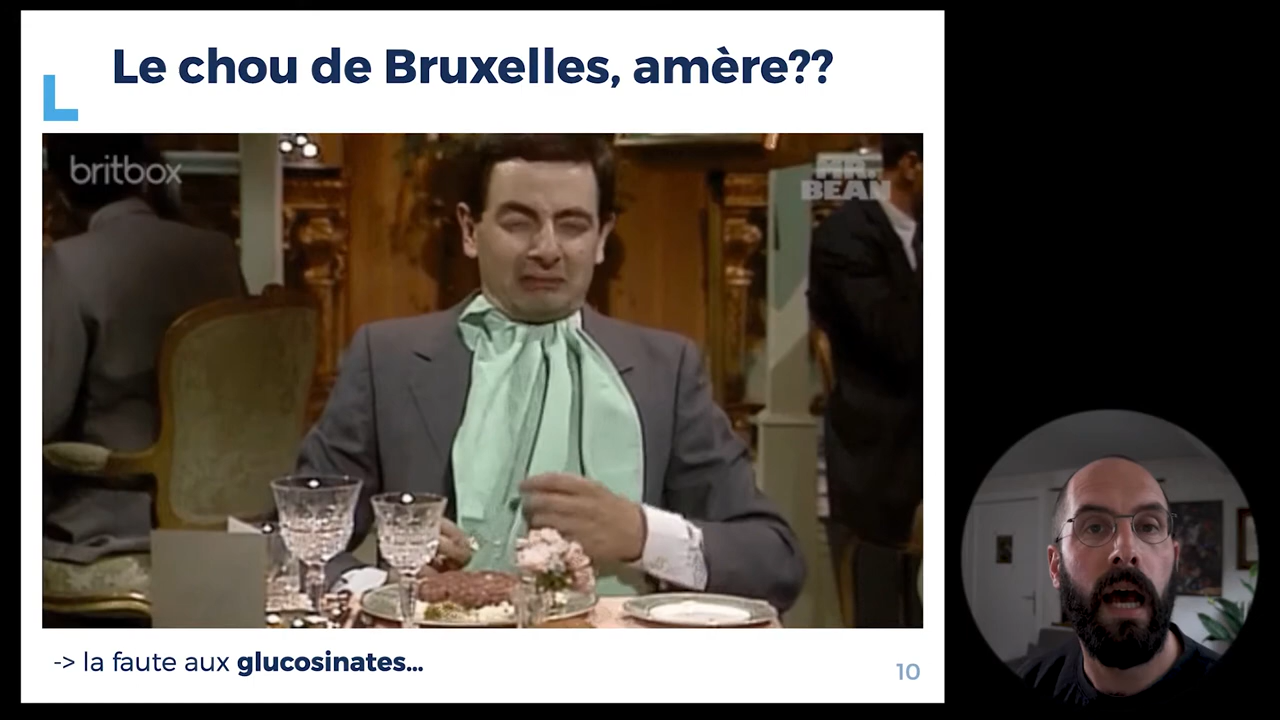 Le chou de Bruxelles, amère??
britbox
MR.
BEAN
-> la faute aux glucosinates...
10